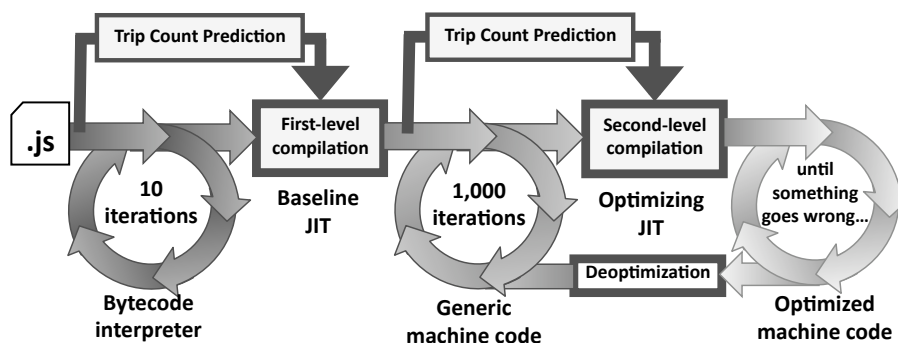 Trip Count Prediction
Trip Count Prediction
.js
10
iterations
First-level
compilation
Baseline
JIT
1,000
iterations
Second-level
compilation
Optimizing
JIT
until
something
goes wrong…
Deoptimization
Bytecode
interpreter
Generic
machine code
Optimized
machine code